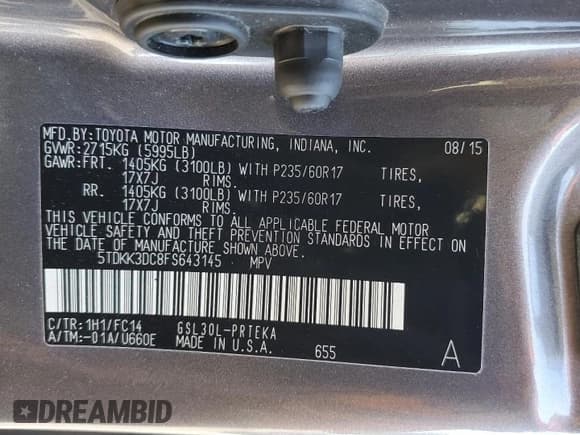 MFD.BY:TOYOTA MOTOR MANUFACTURING, INDIANA, INC. 08/15
GVWR:2715KG (5995LB)
GAWR:FRT. 1405KG (3100LB) WITH P235/60R17 TIRES,
17X7J RIMS.
RR. 1405KG (3100LB) WITH P235/60R17 TIRES,
17X7J RIMS.
THIS VEHICLE CONFORMS TO ALL APPLICABLE FEDERAL MOTOR
VEHICLE SAFETY AND THEFT PREVENTION STANDARDS IN EFFECT ON
THE DATE OF MANUFACTURE SHOWN ABOVE.
5TDKK3DC8FS643145 MPV
C/TR:1H1/FC14 GSL30L-PRTEKA
A/TM:-01A/U660E MADE IN U.S.A. 655 A
DREAMBID